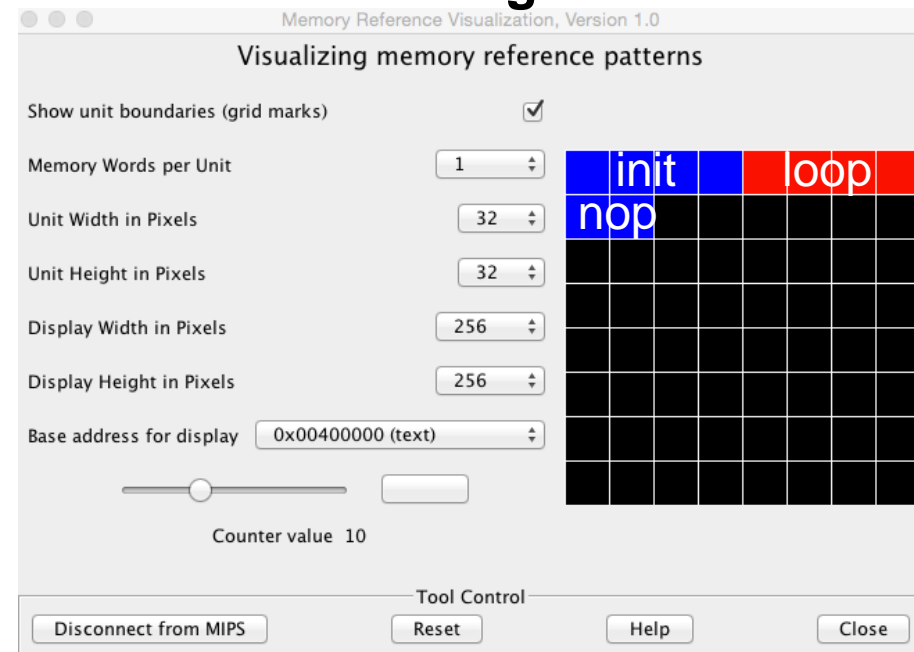 Memory Reference Visualization, Version 1.0
Visualizing memory reference patterns
Show unit boundaries (grid marks)
Memory Words per Unit 1
init loop
Unit Width in Pixels 32
nop
Unit Height in Pixels 32
Display Width in Pixels 256
Display Height in Pixels 256
Base address for display 0x00400000 (text)
Counter value 10
Tool Control
Disconnect from MIPS Reset Help Close